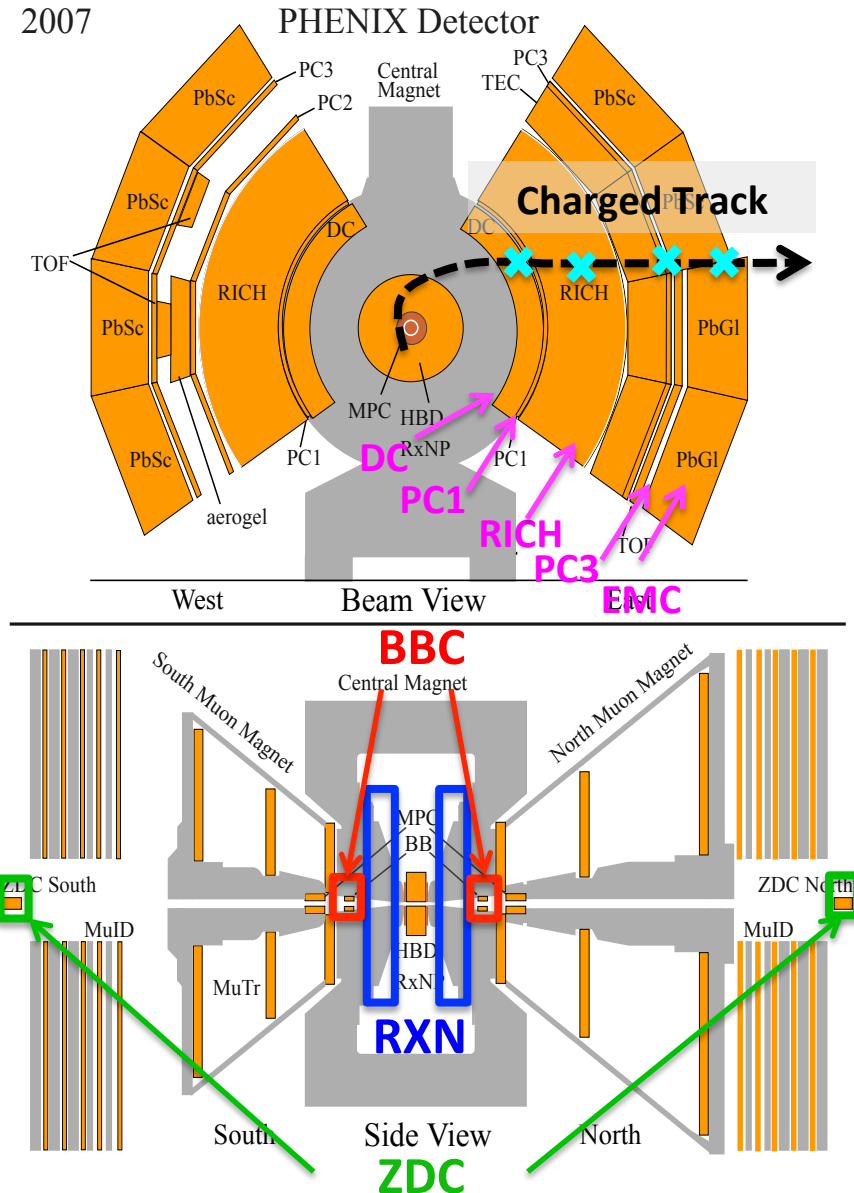 2007 PHENIX Detector
PC3
Central
Magnet
PC3
TEC
PbSc
PC2
PbSc
PbSc
DC
DC
Charged Track
PbSc
TOF
RICH
RICH
PbSc
PbGl
MPC
HBD
RxNP
PbSc
PC1
DC
PC1
PbGl
aerogel
PC1
RICH
TOF
PC3
EMC
West
Beam View
East
BBC
Central Magnet
South Muon Magnet
North Muon Magnet
MPC
BB
ZDC South
ZDC North
MuID
MuID
HBD
MuTr
RxNP
RXN
South
Side View
North
ZDC